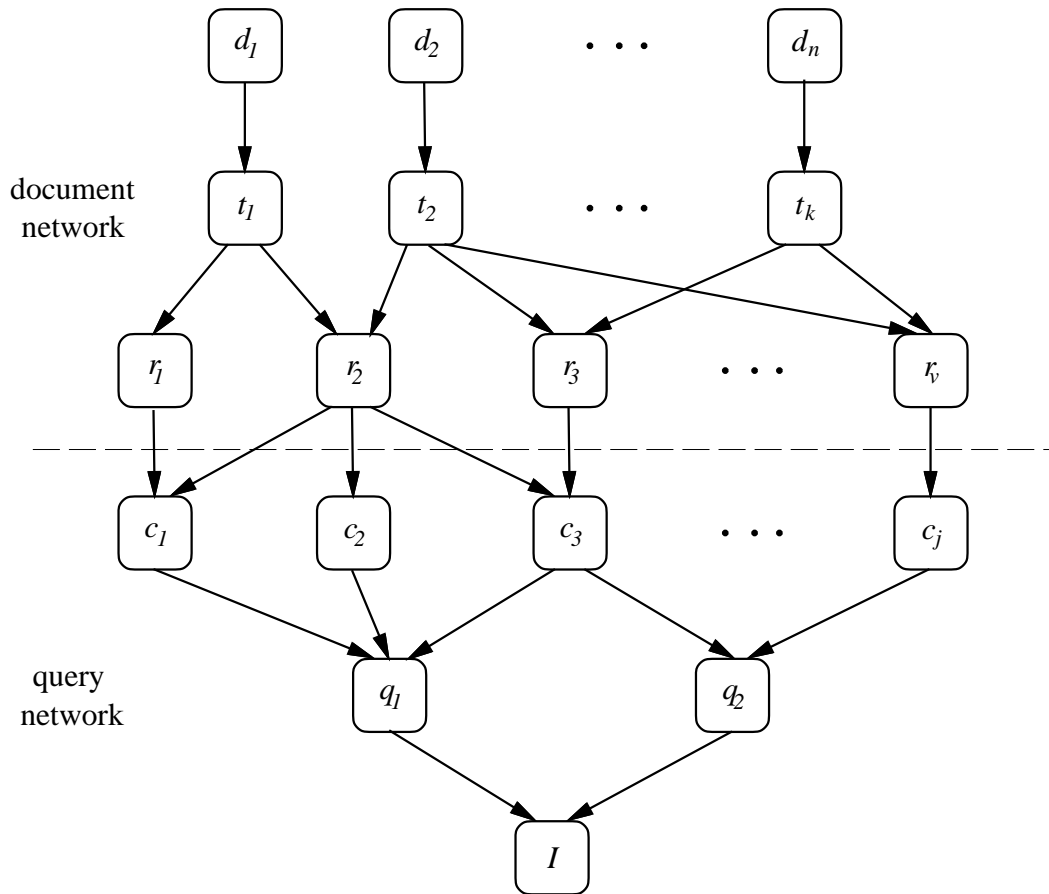 d1 d2 . . . dn
document
network
t1 t2 . . . tk
r1 r2 r3 . . . rv
c1 c2 c3 . . . cj
query
network
q1 q2
I